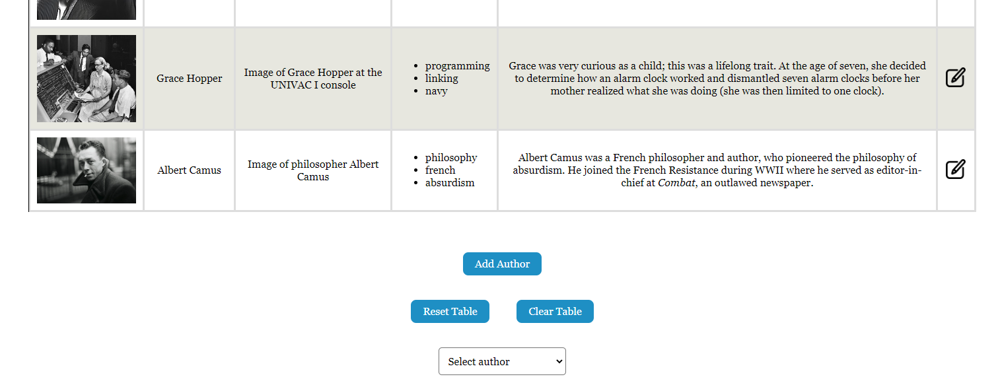 Grace Hopper
Image of Grace Hopper at the
UNIVAC I console
programming
linking
navy
Grace was very curious as a child; this was a lifelong trait. At the age of seven, she decided
to determine how an alarm clock worked and dismantled seven alarm clocks before her
mother realized what she was doing (she was then limited to one clock).
Albert Camus
Image of philosopher Albert
Camus
philosophy
french
absurdism
Albert Camus was a French philosopher and author, who pioneered the philosophy of
absurdism. He joined the French Resistance during WWII where he served as editor-in-
chief at Combat, an outlawed newspaper.
Add Author
Reset Table
Clear Table
Select author